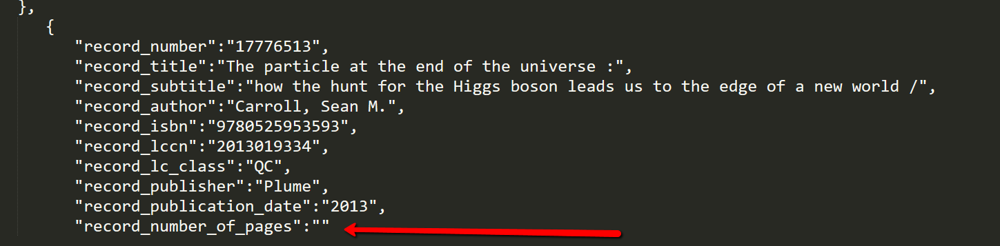 },
{
"record_number":"17776513",
"record_title":"The particle at the end of the universe :",
"record_subtitle":"how the hunt for the Higgs boson leads us to the edge of a new world /",
"record_author":"Carroll, Sean M.",
"record_isbn":"9780525953593",
"record_lccn":"2013019334",
"record_lc_class":"QC",
"record_publisher":"Plume",
"record_publication_date":"2013",
"record_number_of_pages":""